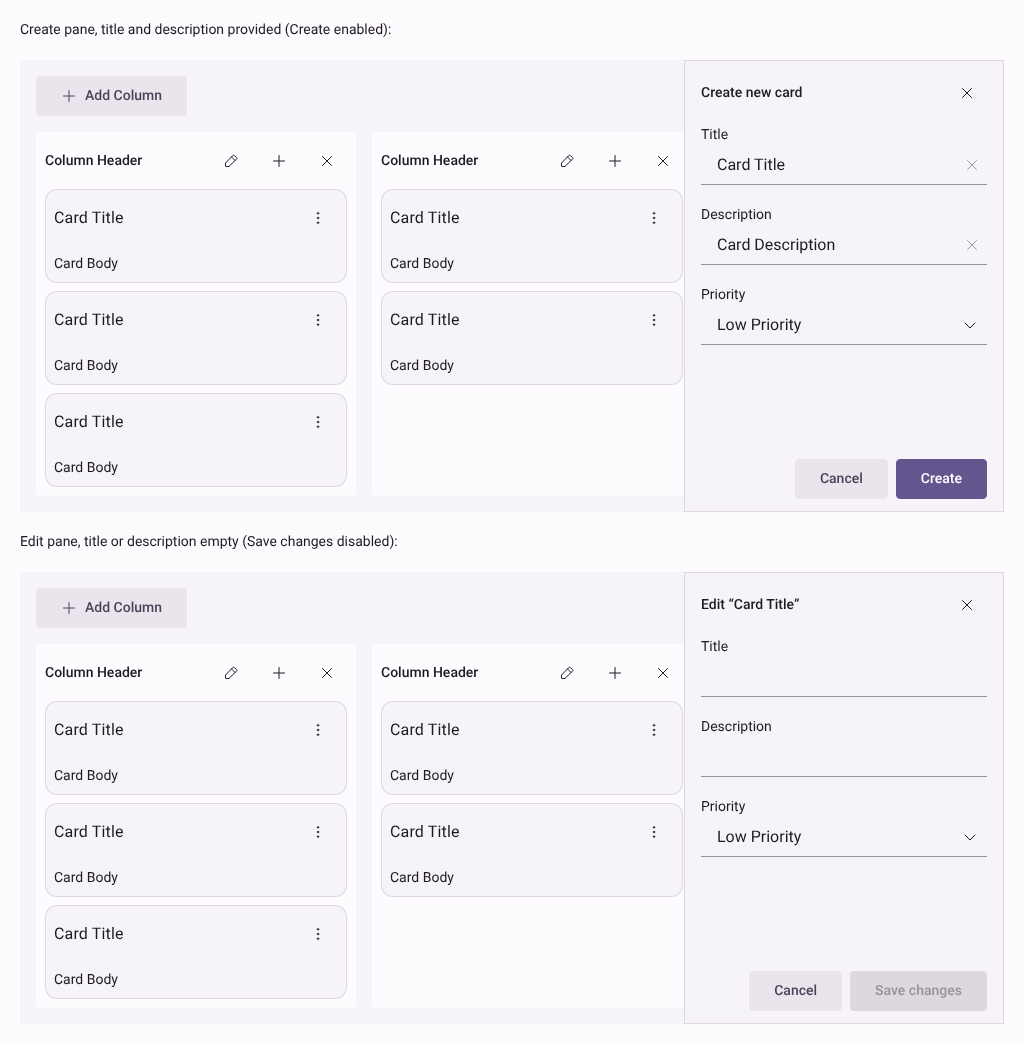 Create pane, title and description provided (Create enabled):
Add Column
Column Header
Card Title
Card Body
Card Title
Card Body
Card Title
Card Body
Column Header
Card Title
Card Body
Card Title
Card Body
Create new card
Title
Card Title
Description
Card Description
Priority
Low Priority
Cancel
Create
Edit pane, title or description empty (Save changes disabled):
Add Column
Column Header
Card Title
Card Body
Card Title
Card Body
Card Title
Card Body
Column Header
Card Title
Card Body
Card Title
Card Body
Edit “Card Title”
Title
Description
Priority
Low Priority
Cancel
Save changes